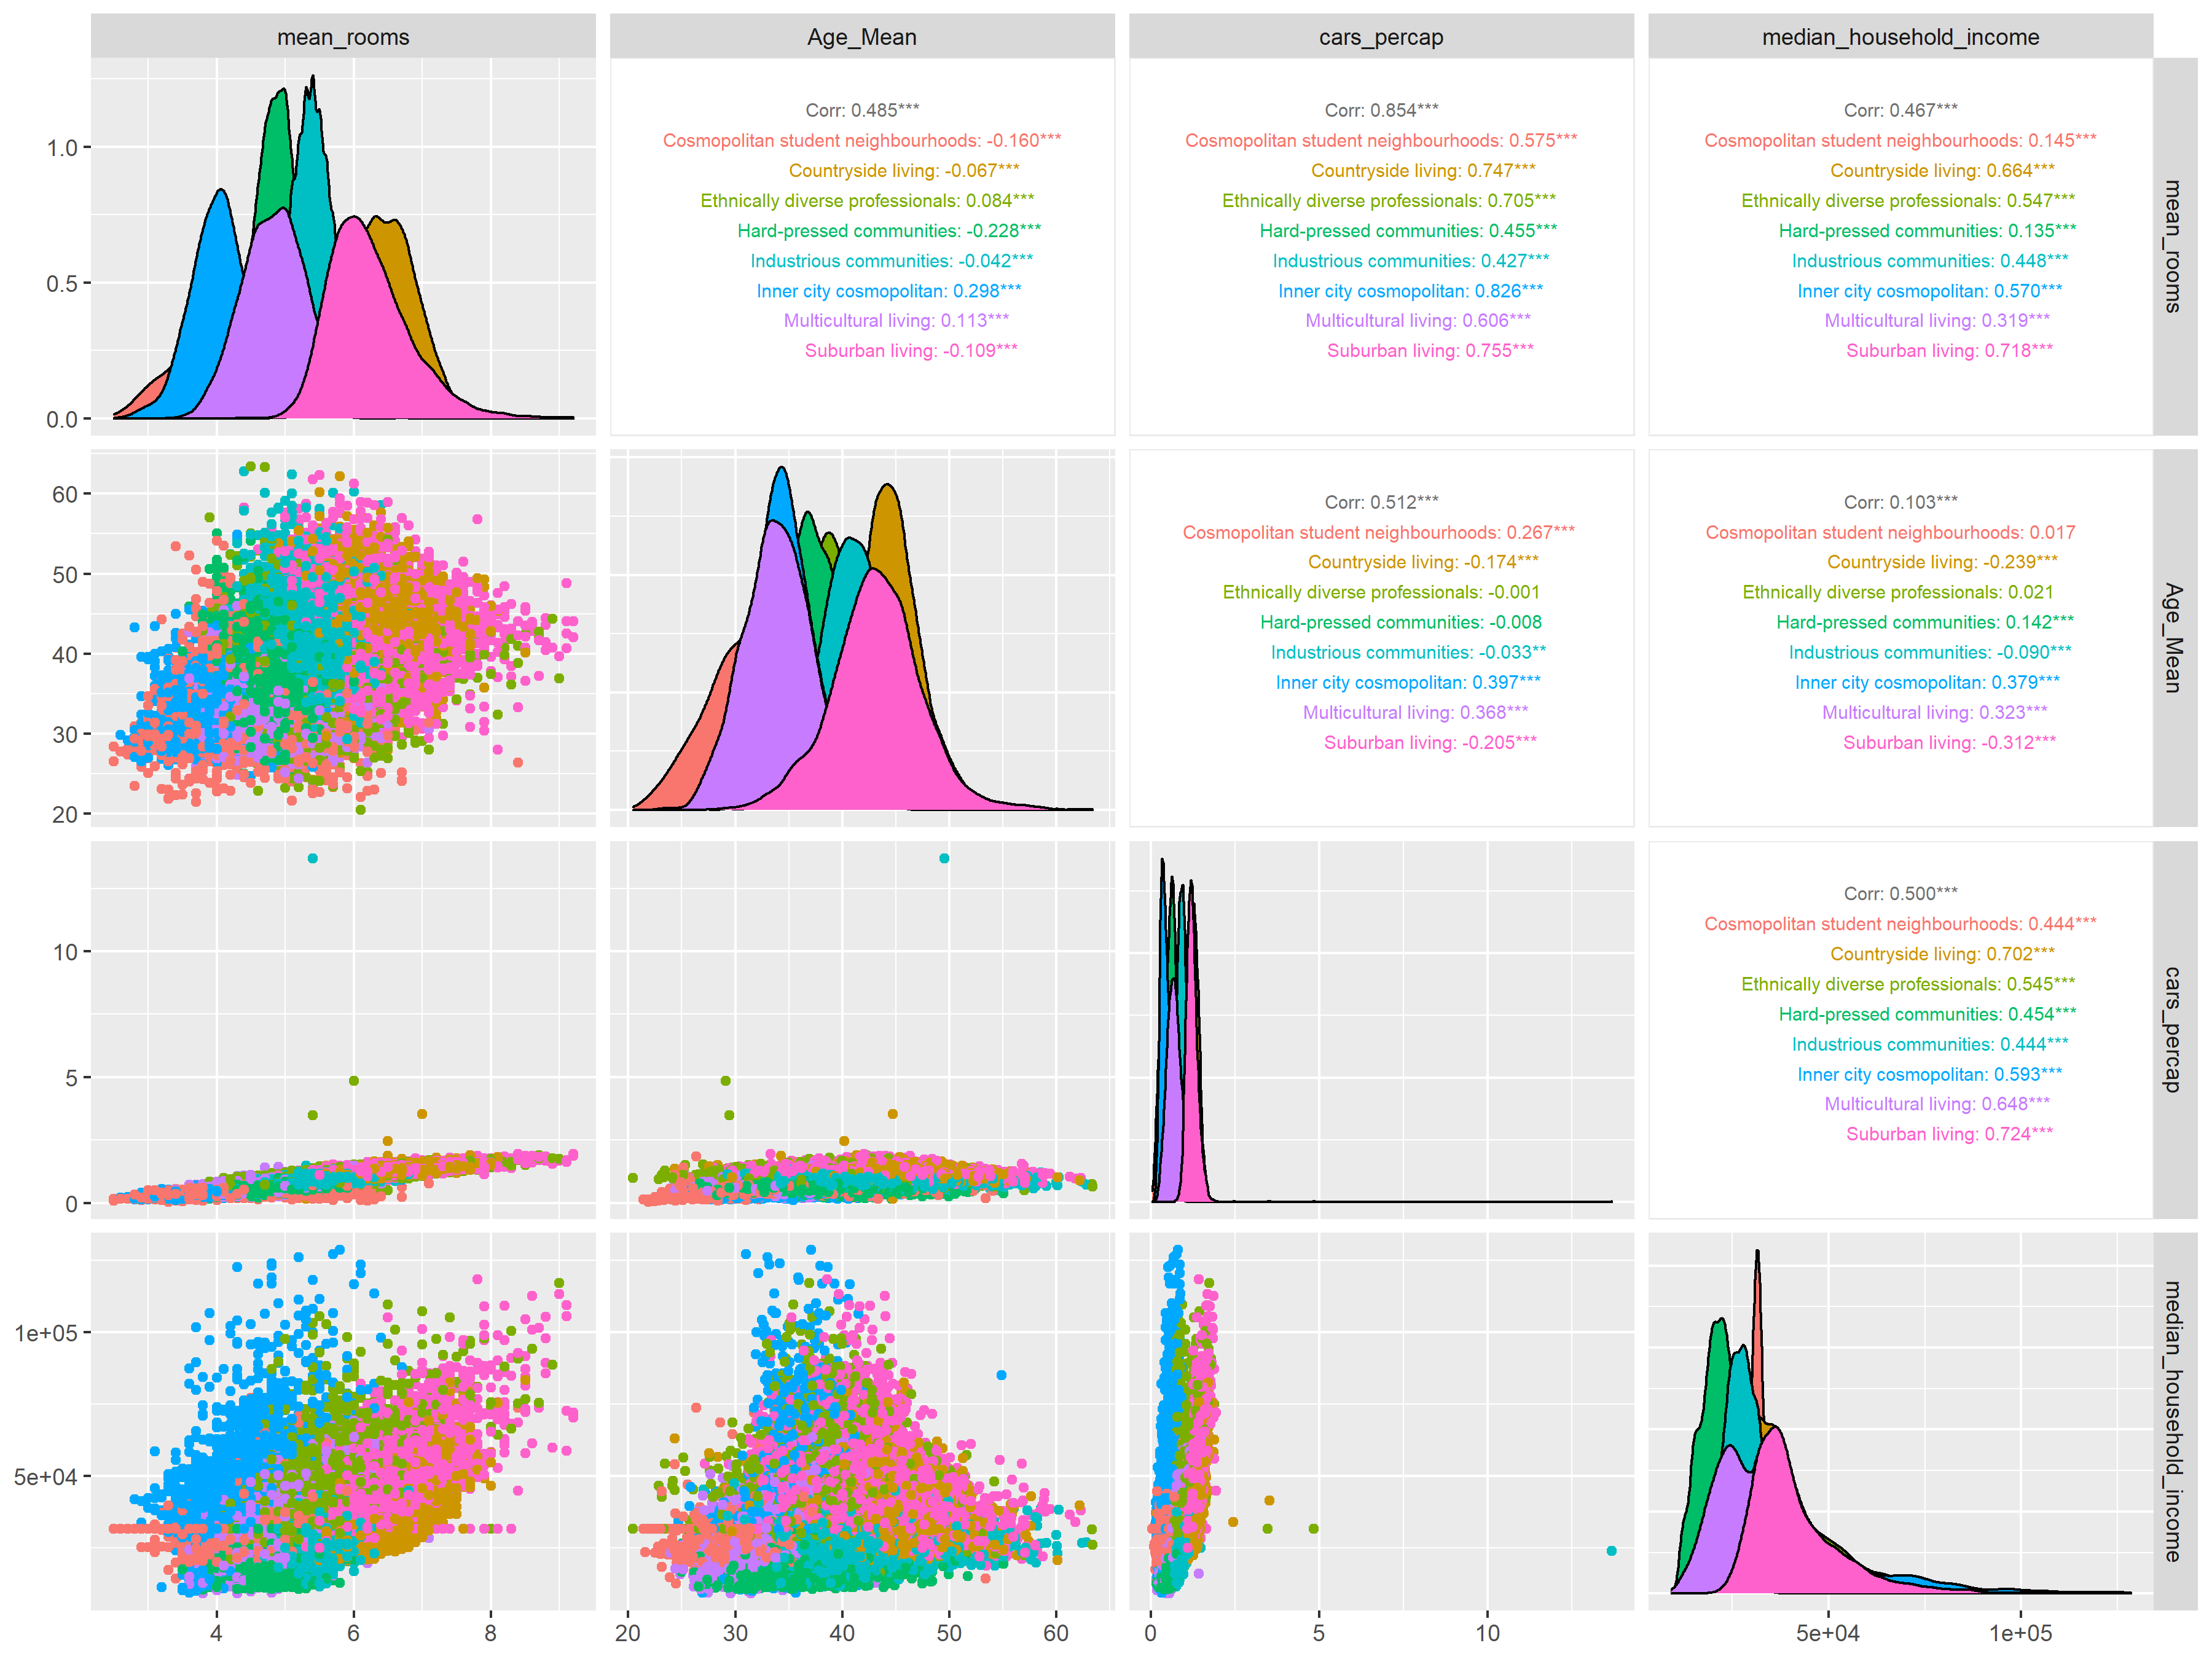 mean_rooms
Age_Mean
cars_percap
median_household_income
1.0
0.5
0.0
Corr: 0.485***
Cosmopolitan student neighbourhoods: -0.160***
Countryside living: -0.067***
Ethnically diverse professionals: 0.084***
Hard-pressed communities: -0.228***
Industrious communities: -0.042***
Inner city cosmopolitan: 0.298***
Multicultural living: 0.113***
Suburban living: -0.109***
Corr: 0.854***
Cosmopolitan student neighbourhoods: 0.575***
Countryside living: 0.747***
Ethnically diverse professionals: 0.705***
Hard-pressed communities: 0.455***
Industrious communities: 0.427***
Inner city cosmopolitan: 0.826***
Multicultural living: 0.606***
Suburban living: 0.755***
Corr: 0.467***
Cosmopolitan student neighbourhoods: 0.145***
Countryside living: 0.664***
Ethnically diverse professionals: 0.547***
Hard-pressed communities: 0.135***
Industrious communities: 0.448***
Inner city cosmopolitan: 0.570***
Multicultural living: 0.319***
Suburban living: 0.718***
mean_rooms
60
50
40
30
20
Corr: 0.512***
Cosmopolitan student neighbourhoods: 0.267***
Countryside living: -0.174***
Ethnically diverse professionals: -0.001
Hard-pressed communities: -0.008
Industrious communities: -0.033**
Inner city cosmopolitan: 0.397***
Multicultural living: 0.368***
Suburban living: -0.205***
Corr: 0.103***
Cosmopolitan student neighbourhoods: 0.017
Countryside living: -0.239***
Ethnically diverse professionals: 0.021
Hard-pressed communities: 0.142***
Industrious communities: -0.090***
Inner city cosmopolitan: 0.379***
Multicultural living: 0.323***
Suburban living: -0.312***
Age_Mean
10
5
0
Corr: 0.500***
Cosmopolitan student neighbourhoods: 0.444***
Countryside living: 0.702***
Ethnically diverse professionals: 0.545***
Hard-pressed communities: 0.454***
Industrious communities: 0.444***
Inner city cosmopolitan: 0.593***
Multicultural living: 0.648***
Suburban living: 0.724***
cars_percap
1e+05
5e+04
median_household_income
4
6
8
20
30
40
50
60
0
5
10
5e+04
1e+05